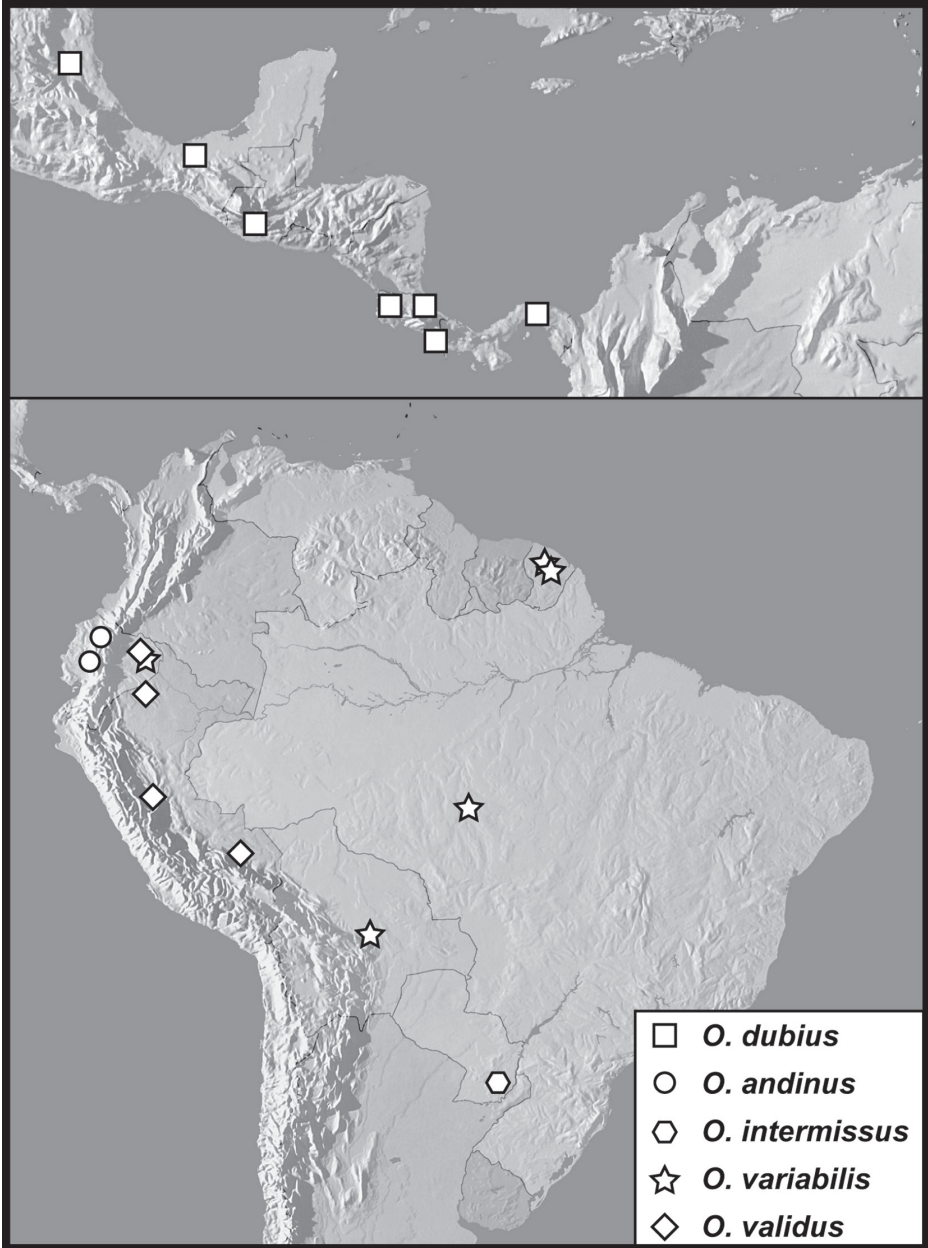 O. dubius
O. andinus
O. intermissus
O. variabilis
O. validus